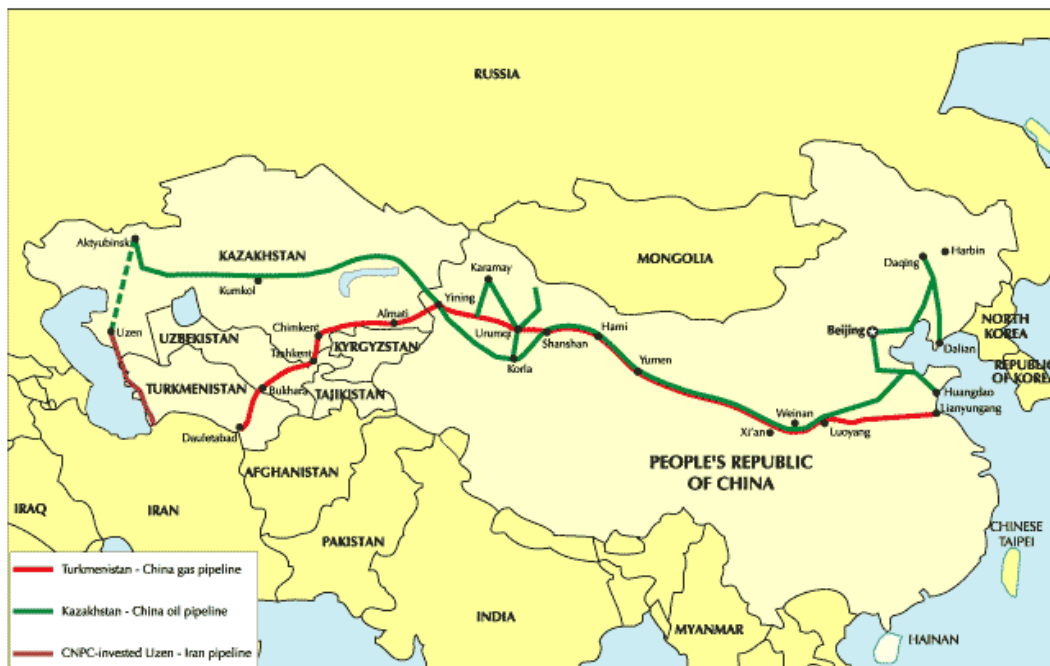 RUSSIA
Aktyubinsk
KAZAKHSTAN
Kumkol
Karamay
MONGOLIA
Daqing
Harbin
Uzen
UZBEKISTAN
Chimkent
Almati
Yining
Urumqi
Shanshan
Hami
Beijing
NORTH
KOREA
Tashkent
KYRGYZSTAN
Korla
Yumen
Dalian
REPUBLIC
OF KOREA
TURKMENISTAN
Bukhara
TAJIKISTAN
Huangdao
Lianyungang
Dauletabad
Weinan
Xi'an
Luoyang
AFGHANISTAN
PEOPLE'S REPUBLIC
OF CHINA
IRAQ
IRAN
PAKISTAN
CHINESE
TAIPEI
INDIA
MYANMAR
HAINAN
Turkmenistan - China gas pipeline
Kazakhstan - China oil pipeline
CNPC-invested Uzen - Iran pipeline